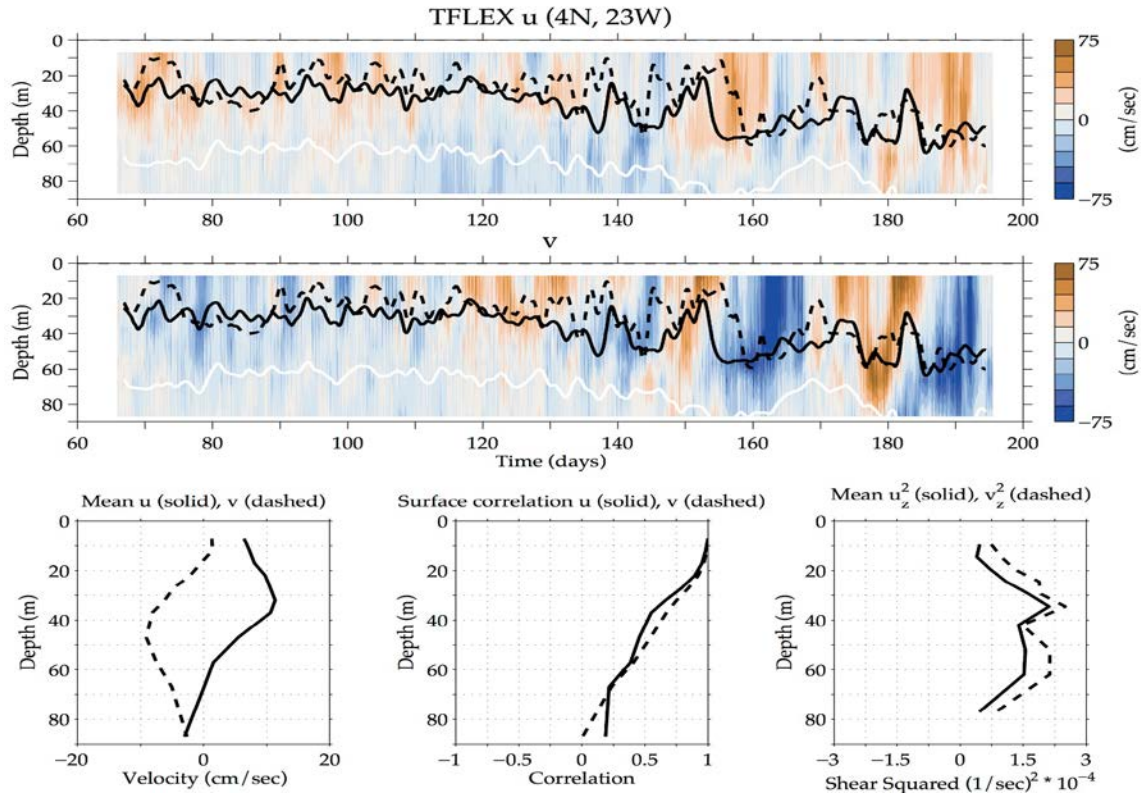 TFLEX u (4N, 23W)
0
20
40
60
80
Depth (m)
60 80 100 120 140 160 180 200
75
0
−75
(cm/sec)
v
0
20
40
60
80
Depth (m)
60 80 100 120 140 160 180 200
Time (days)
75
0
−75
(cm/sec)
Mean u (solid), v (dashed)
0
20
40
60
80
Depth (m)
−20 0 20
Velocity (cm/sec)
Surface correlation u (solid), v (dashed)
0
20
40
60
80
Depth (m)
−1 −0.5 0 0.5 1
Correlation
Mean u_z^2 (solid), v_z^2 (dashed)
0
20
40
60
80
Depth (m)
−3 −1.5 0 1.5 3
Shear Squared (1/sec)^2 * 10^−4